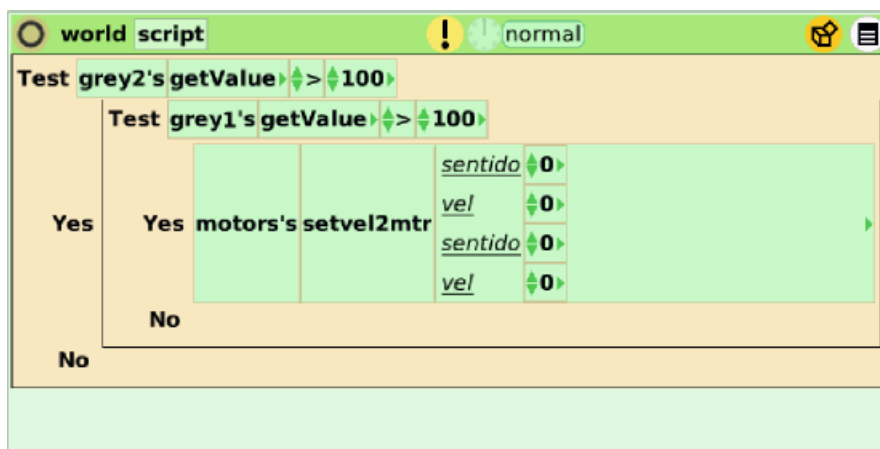 world script normal
Test grey2's getValue > 100
Test grey1's getValue > 100
sentido 0
vel 0
Yes Yes motors's setvel2mtr
sentido 0
vel 0
No
No